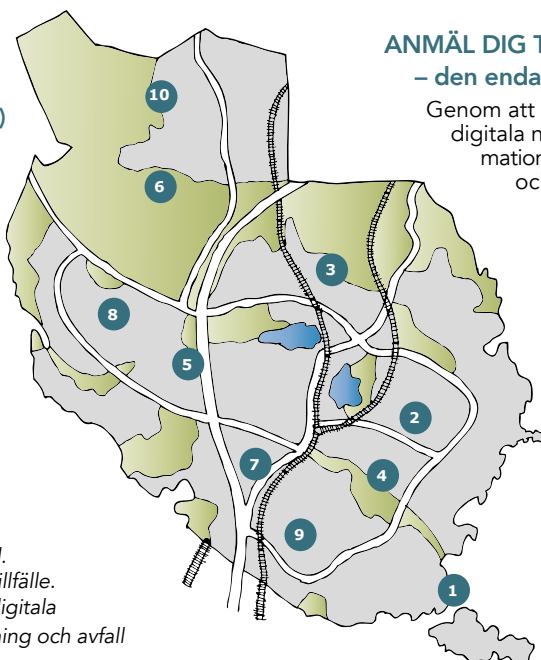 ANMÄL DIG T
– den enda
Genom att
digitala n
mation
oc
)
10
6
3
8
5
2
7
4
9
1
l.
illfälle.
ligitala
ning och avfall